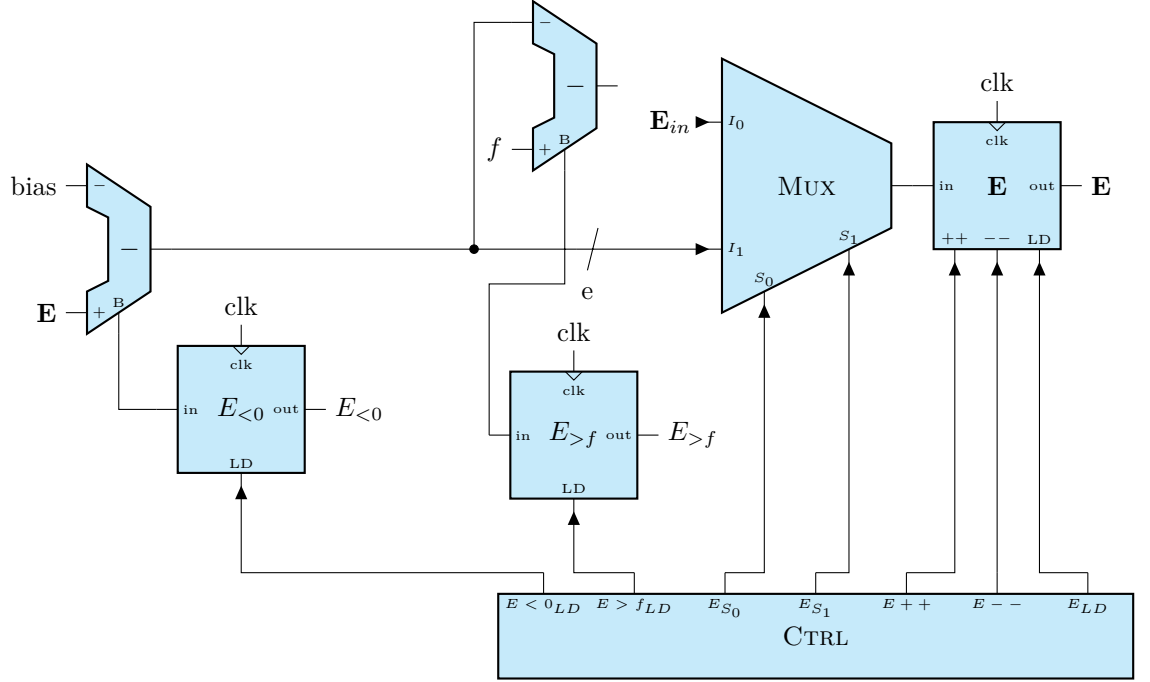 −
−
f
+
B
E_in
I_0
I_1
MUX
S_0
S_1
clk
clk
in
E
out
E
++
−−
LD
bias
−
−
E
+
B
e
clk
clk
in
E_<0
out
E_<0
LD
clk
clk
in
E_>f
out
E_>f
LD
E < 0_LD
E > f_LD
E_S_0
E_S_1
E + +
E − −
E_LD
CTRL